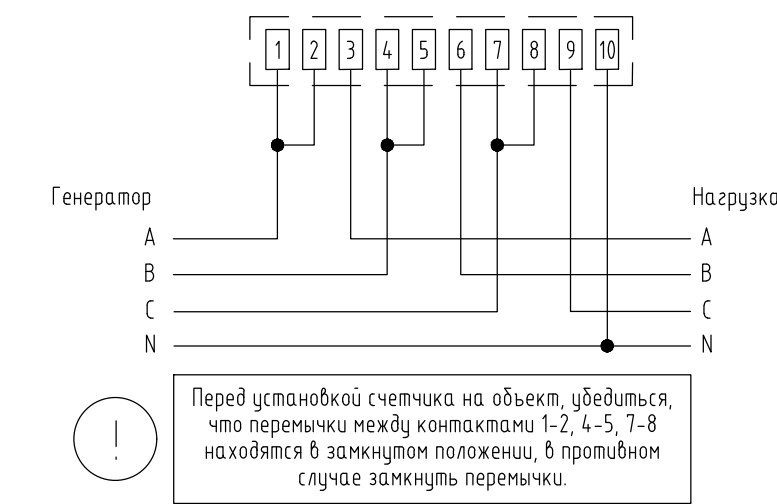 1 2 3 4 5 6 7 8 9 10
Генератор Нагрузка
A A
B B
C C
N N
Перед установкой счетчика на объект, убедиться,
что перемычки между контактами 1-2, 4-5, 7-8
находятся в замкнутом положении, в противном
случае замкнуть перемычки.
!